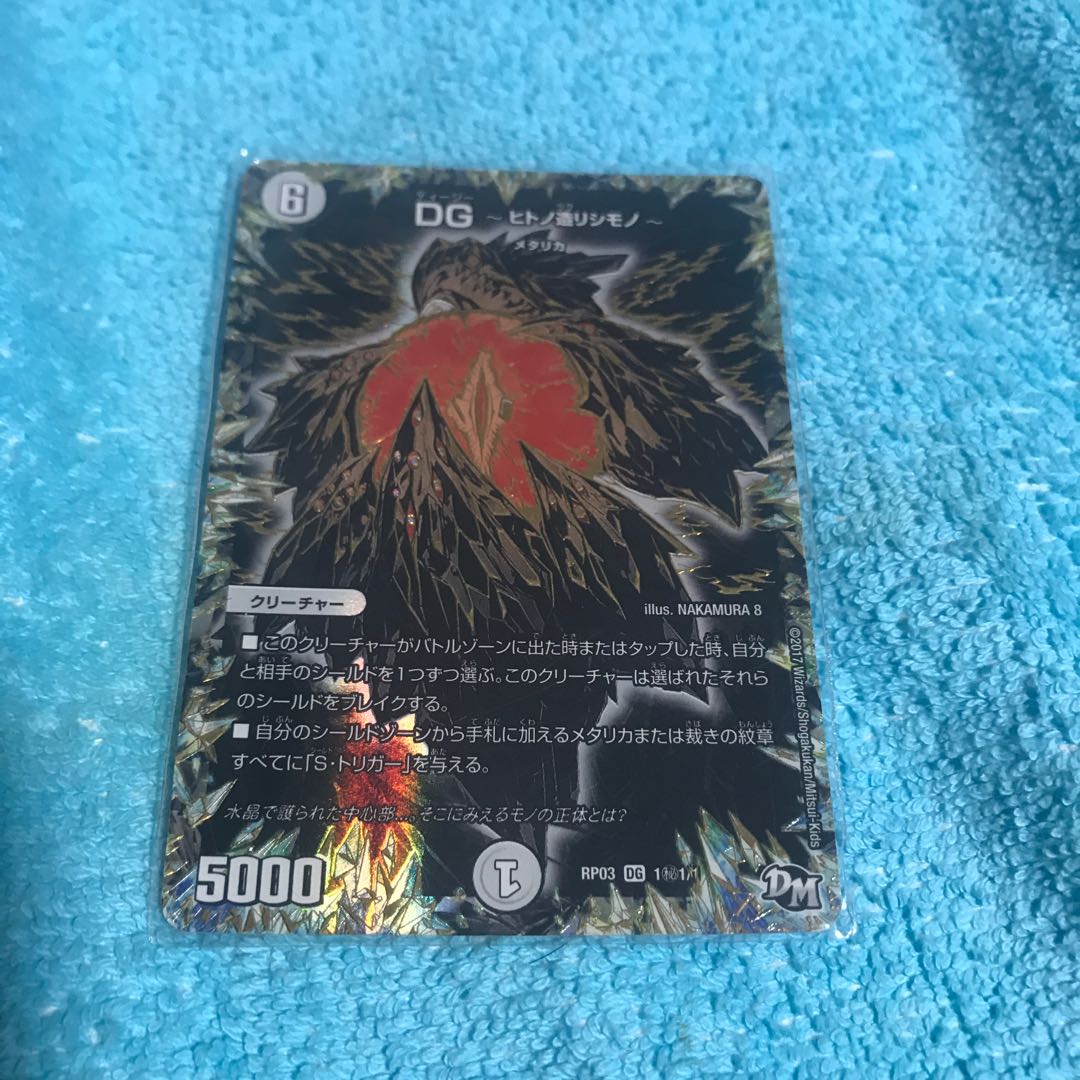 6
DG ～ヒトノ造リシモノ～
メタリカ
クリーチャー
illus. NAKAMURA 8
■このクリーチャーがバトルゾーンに出た時またはタップした時、自分
と相手のシールドを1つずつ選ぶ。このクリーチャーは選ばれたそれら
のシールドをブレイクする。
■自分のシールドゾーンから手札に加えるメタリカまたは裁きの紋章
すべてに「S・トリガー」を与える。
水晶で護られた中心部…。そこにみえるモノの正体とは?
5000
1
RP03 DG 1㊙1/1
DM
©2017 Wizards/Shogakukan/Mitsui-Kids